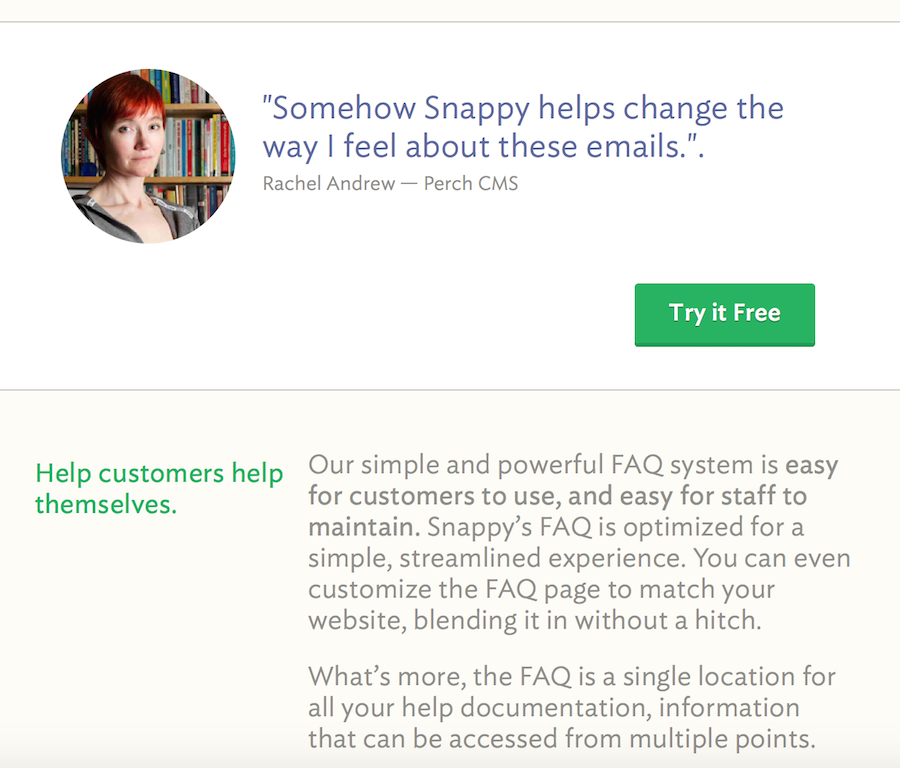 "Somehow Snappy helps change the
way I feel about these emails.".
Rachel Andrew — Perch CMS
Try it Free
Help customers help
themselves.
Our simple and powerful FAQ system is easy
for customers to use, and easy for staff to
maintain. Snappy’s FAQ is optimized for a
simple, streamlined experience. You can even
customize the FAQ page to match your
website, blending it in without a hitch.
What’s more, the FAQ is a single location for
all your help documentation, information
that can be accessed from multiple points.